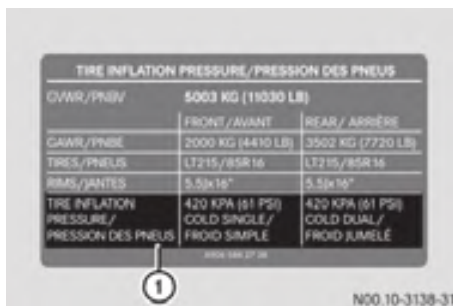 TIRE INFLATION PRESSURE/PRESSION DES PNEUS
GVWR/PNBV 5003 KG (11030 LB)
FRONT/AVANT REAR/ARRIÈRE
GAWR/PNBE 2000 KG (4410 LB) 3502 KG (7720 LB)
TIRES/PNEUS LT215/85R16 LT215/85R16
RIMS/JANTES 5.5Jx16" 5.5Jx16"
TIRE INFLATION 420 KPA (61 PSI) 420 KPA (61 PSI)
PRESSURE/ COLD SINGLE/ COLD DUAL/
PRESSION DES PNEUS FROID SIMPLE FROID JUMELÉ
1
N00.10-3138-31